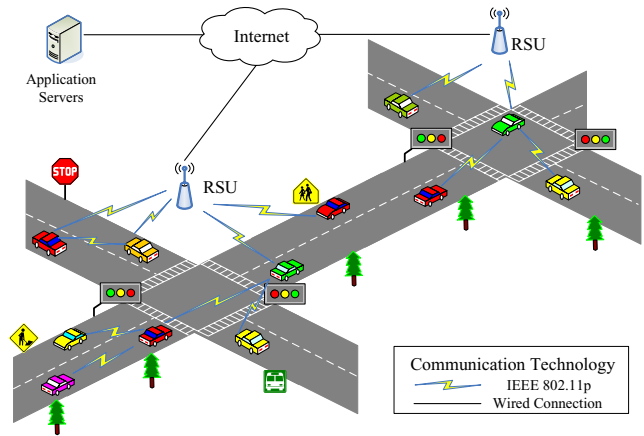 Internet
RSU
Application
Servers
STOP
RSU
Communication Technology
IEEE 802.11p
Wired Connection